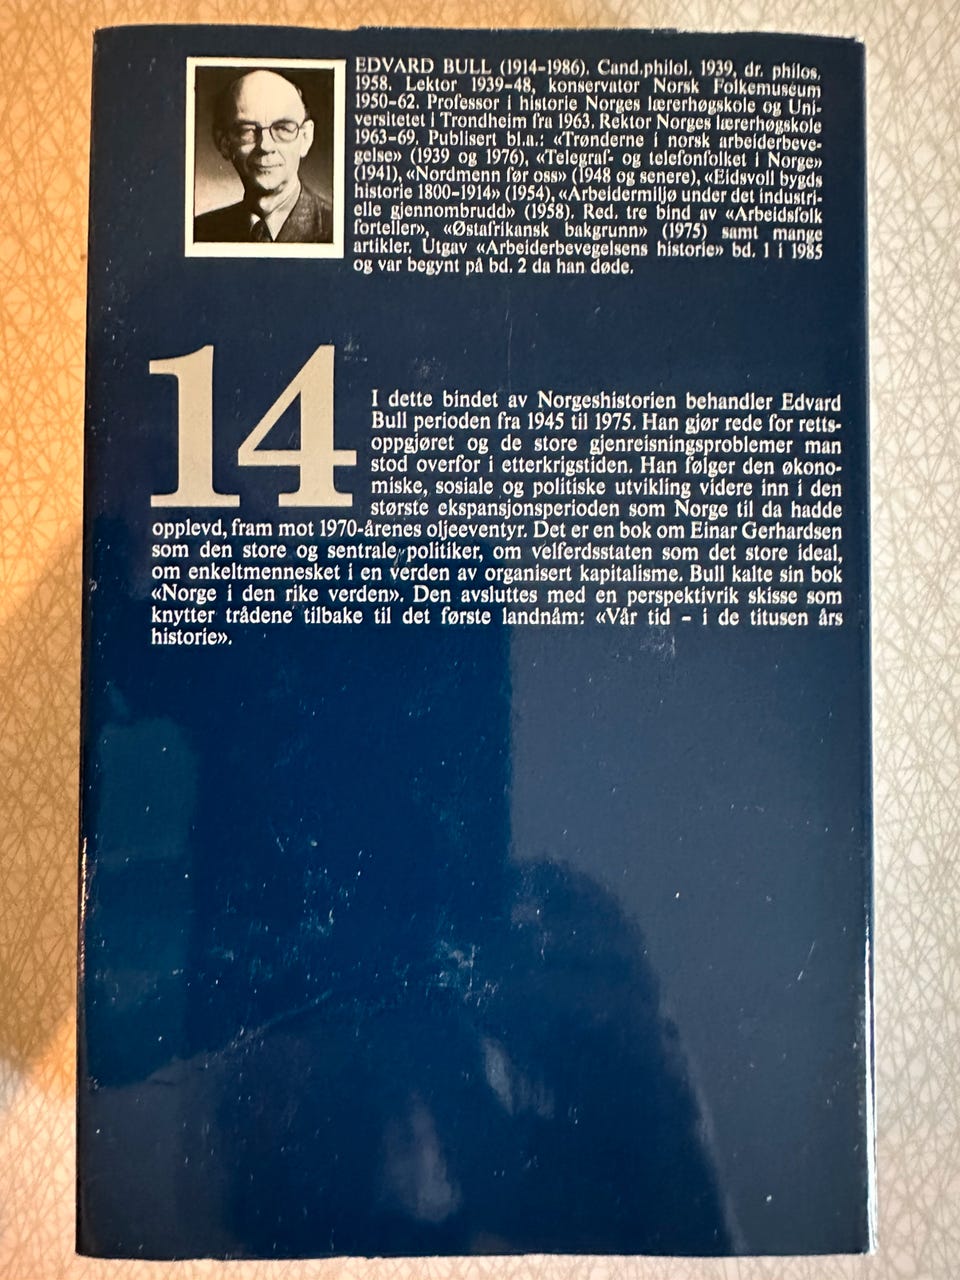 EDVARD BULL (1914–1986). Cand.philol. 1939, dr. philos.
1958. Lektor 1939–48, konservator Norsk Folkemuseum
1950–62. Professor i historie Norges lærerhøgskole og Uni-
versitetet i Trondheim fra 1963. Rektor Norges lærerhøgskole
1963–69. Publisert bl.a.: «Trønderne i norsk arbeiderbeve-
gelse» (1939 og 1976), «Telegraf- og telefonfolket i Norge»
(1941), «Nordmenn før oss» (1948 og senere), «Eidsvoll bygds
historie 1800–1914» (1954), «Arbeidermiljø under det industri-
elle gjennombrudd» (1958). Red. tre bind av «Arbeidsfolk
forteller», «Østafrikansk bakgrunn» (1975) samt mange
artikler. Utgav «Arbeiderbevegelsens historie» bd. 1 i 1985
og var begynt på bd. 2 da han døde.
14
I dette bindet av Norgeshistorien behandler Edvard
Bull perioden fra 1945 til 1975. Han gjør rede for retts-
oppgjøret og de store gjenreisningsproblemer man
stod overfor i etterkrigstiden. Han følger den økono-
miske, sosiale og politiske utvikling videre inn i den
største ekspansjonsperioden som Norge til da hadde
opplevd, fram mot 1970-årenes oljeeventyr. Det er en bok om Einar Gerhardsen
som den store og sentrale politiker, om velferdsstaten som det store ideal,
om enkeltmennesket i en verden av organisert kapitalisme. Bull kalte sin bok
«Norge i den rike verden». Den avsluttes med en perspektivrik skisse som
knytter trådene tilbake til det første landnåm: «Vår tid – i de titusen års
historie».